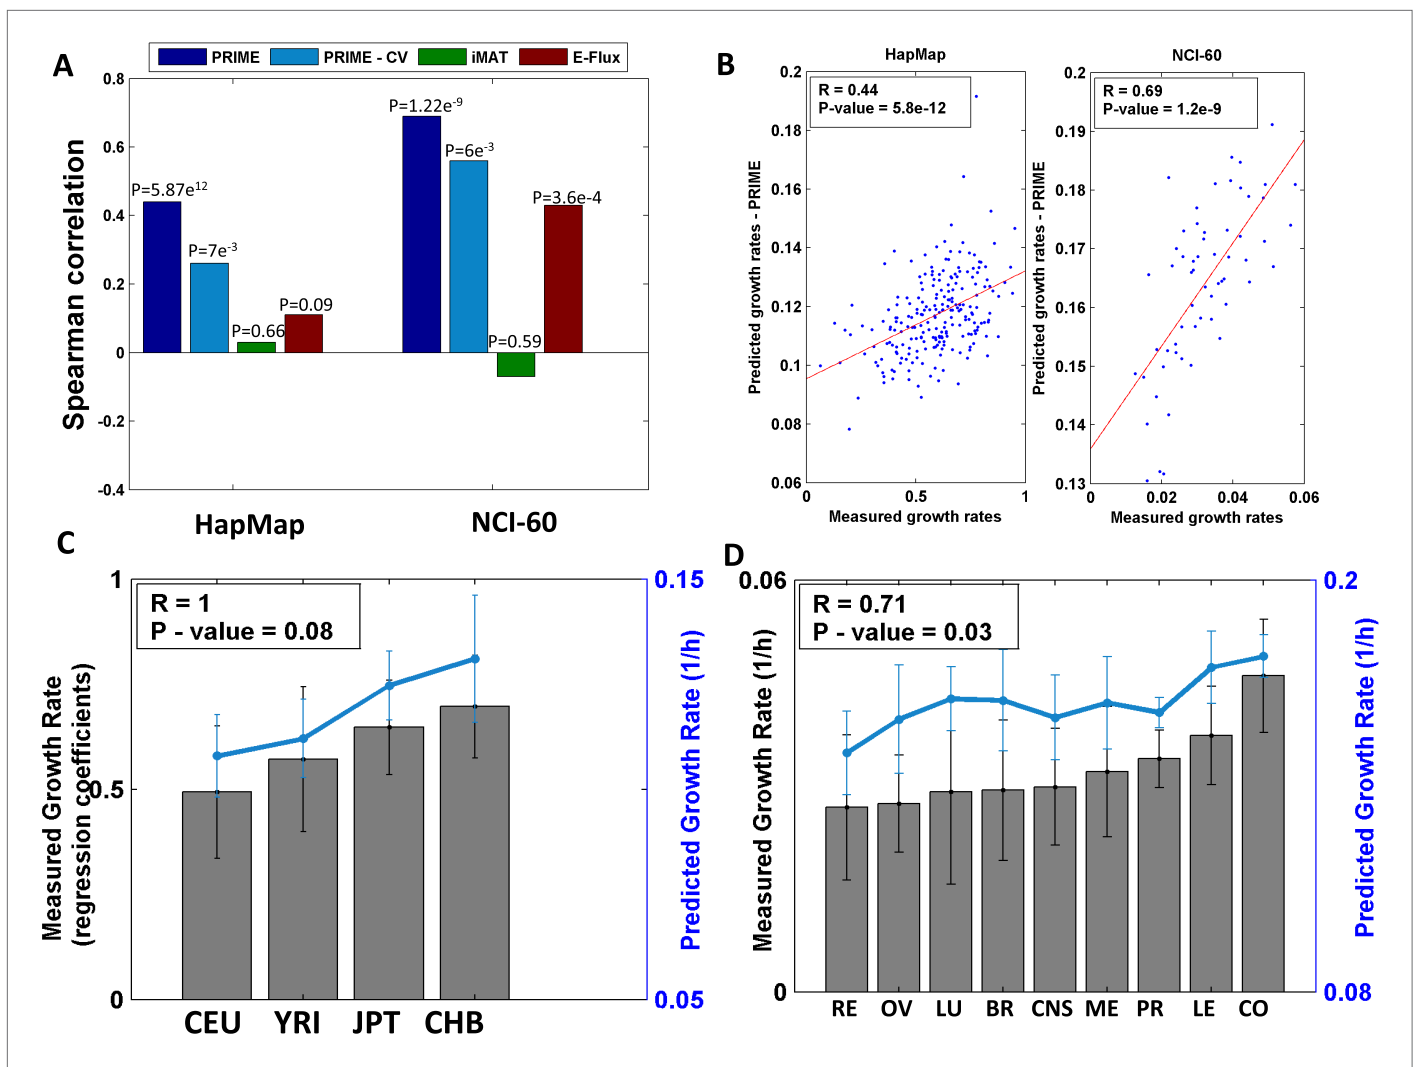 A
PRIME PRIME - CV iMAT E-Flux
0.8
0.6
0.4
0.2
0
-0.2
-0.4
Spearman correlation
P=5.87e12
P=7e-3
P=0.66
P=0.09
P=1.22e-9
P=6e-3
P=0.59
P=3.6e-4
HapMap NCI-60
B
HapMap
R = 0.44
P-value = 5.8e-12
0.2
0.18
0.16
0.14
0.12
0.1
0.08
0.06
Predicted growth rates - PRIME
0 0.5 1
Measured growth rates
NCI-60
R = 0.69
P-value = 1.2e-9
0.2
0.19
0.18
0.17
0.16
0.15
0.14
0.13
Predicted growth rates - PRIME
0 0.02 0.04 0.06
Measured growth rates
C
R = 1
P - value = 0.08
1
0.5
0
Measured Growth Rate
(regression coefficients)
0.15
0.05
Predicted Growth Rate (1/h)
CEU YRI JPT CHB
D
R = 0.71
P - value = 0.03
0.06
0
Measured Growth Rate (1/h)
0.2
0.08
Predicted Growth Rate (1/h)
RE OV LU BR CNS ME PR LE CO